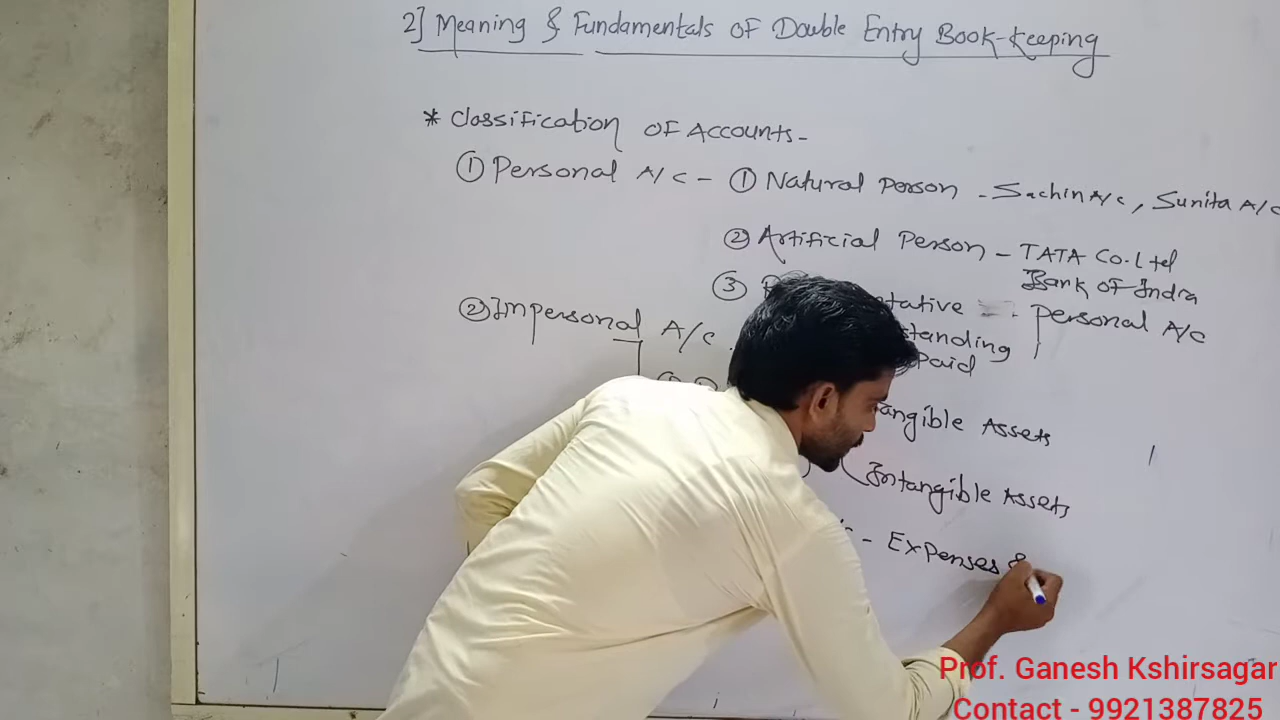 2] Meaning & Fundamentals OF Double Entry Book-keeping
* Classification OF Accounts-
① Personal A/C - ① Natural Person - Sachin A/c, Sunita A/c
② Artificial Person - TATA Co. Ltd
Bank OF India
③ tative - Personal A/c
standing
Paid
② Impersonal A/c
angible Assets
Intangible Assets
- Expenses &
Prof. Ganesh Kshirsagar
Contact - 9921387825